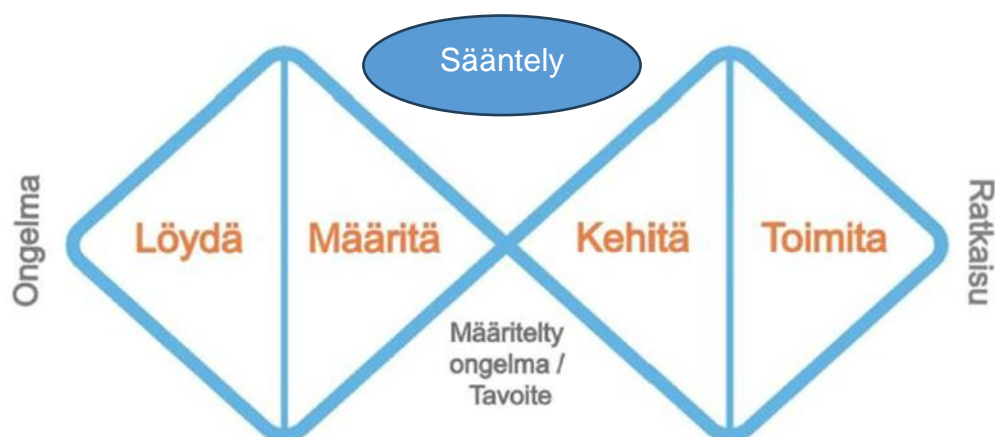 Sääntely
Ongelma
Löydä
Määritä
Kehitä
Toimita
Ratkaisu
Määritelty
ongelma /
Tavoite